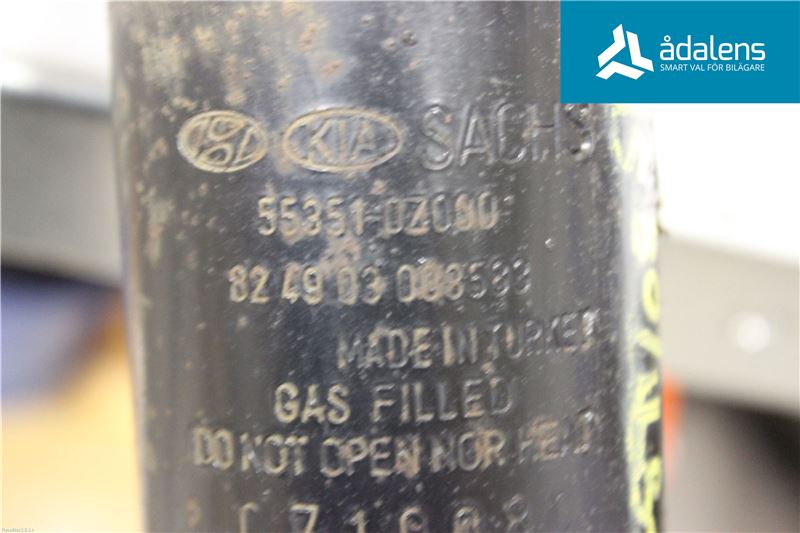 ådalens
SMART VAL FÖR BILÄGARE
KIA SACHS
55351-0Z000
82 49 03 003533
MADE IN TURKEY
GAS FILLED
DO NOT OPEN NOR HEAT